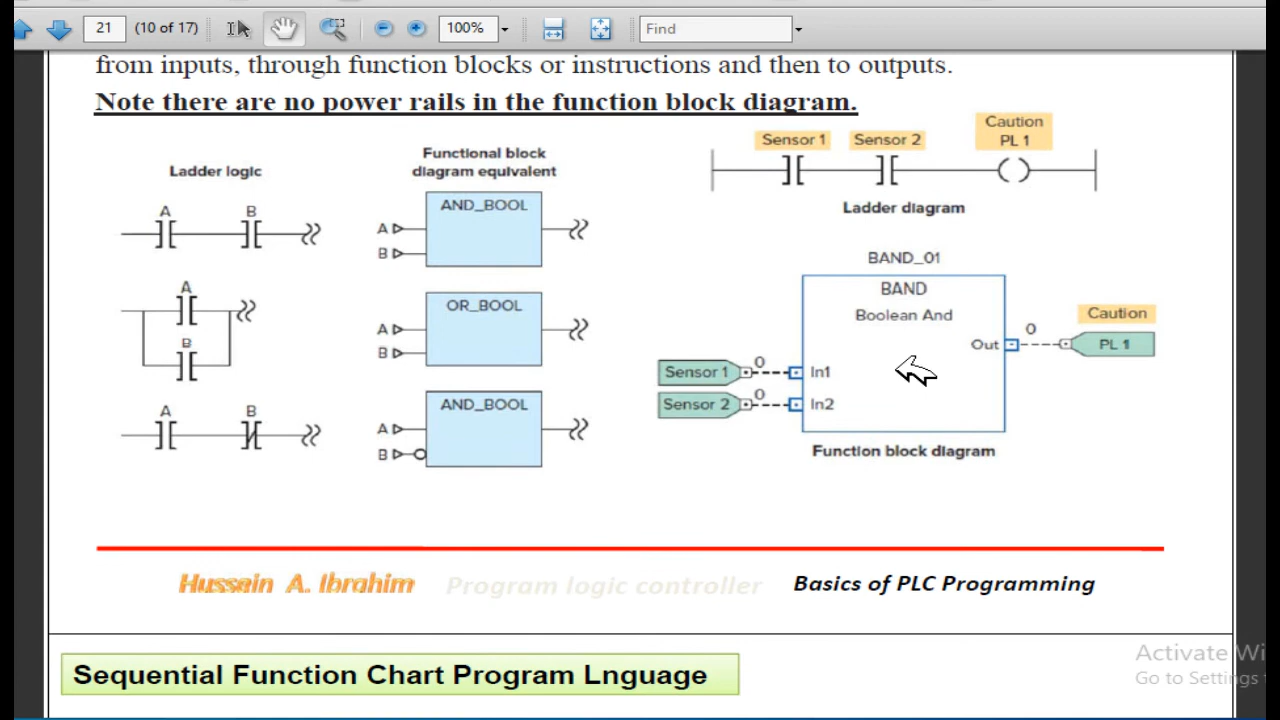 21 (10 of 17) 100% Find
from inputs, through function blocks or instructions and then to outputs.
Note there are no power rails in the function block diagram.
Ladder logic
Functional block
diagram equivalent
A B
AND_BOOL
A
B
A
B
OR_BOOL
A
B
A B
AND_BOOL
A
B
Sensor 1 Sensor 2 Caution
PL 1
Ladder diagram
BAND_01
BAND
Boolean And
Out 0 Caution
PL 1
Sensor 1 0 In1
Sensor 2 0 In2
Function block diagram
Hussein A. Ibrahim Program logic controller Basics of PLC Programming
Sequential Function Chart Program Lnguage
Activate Wi
Go to Settings